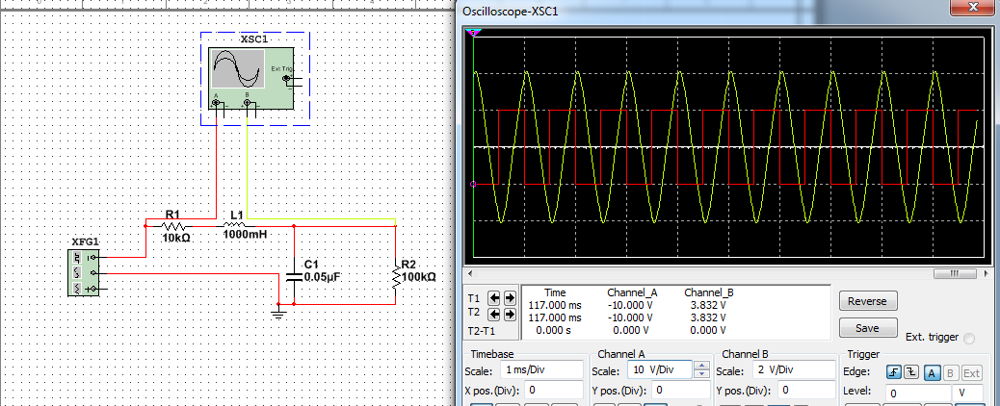 XSC1
Ext Trig
A
B
R1
10kΩ
L1
1000mH
XFG1
C1
0.05µF
R2
100kΩ
Oscilloscope-XSC1
Time Channel_A Channel_B
T1 117.000 ms -10.000 V 3.832 V
T2 117.000 ms -10.000 V 3.832 V
T2-T1 0.000 s 0.000 V 0.000 V
Reverse
Save
Ext. trigger
Timebase Channel A Channel B Trigger
Scale: 1 ms/Div Scale: 10 V/Div Scale: 2 V/Div Edge: A B Ext
X pos.(Div): 0 Y pos.(Div): 0 Y pos.(Div): 0 Level: 0 V